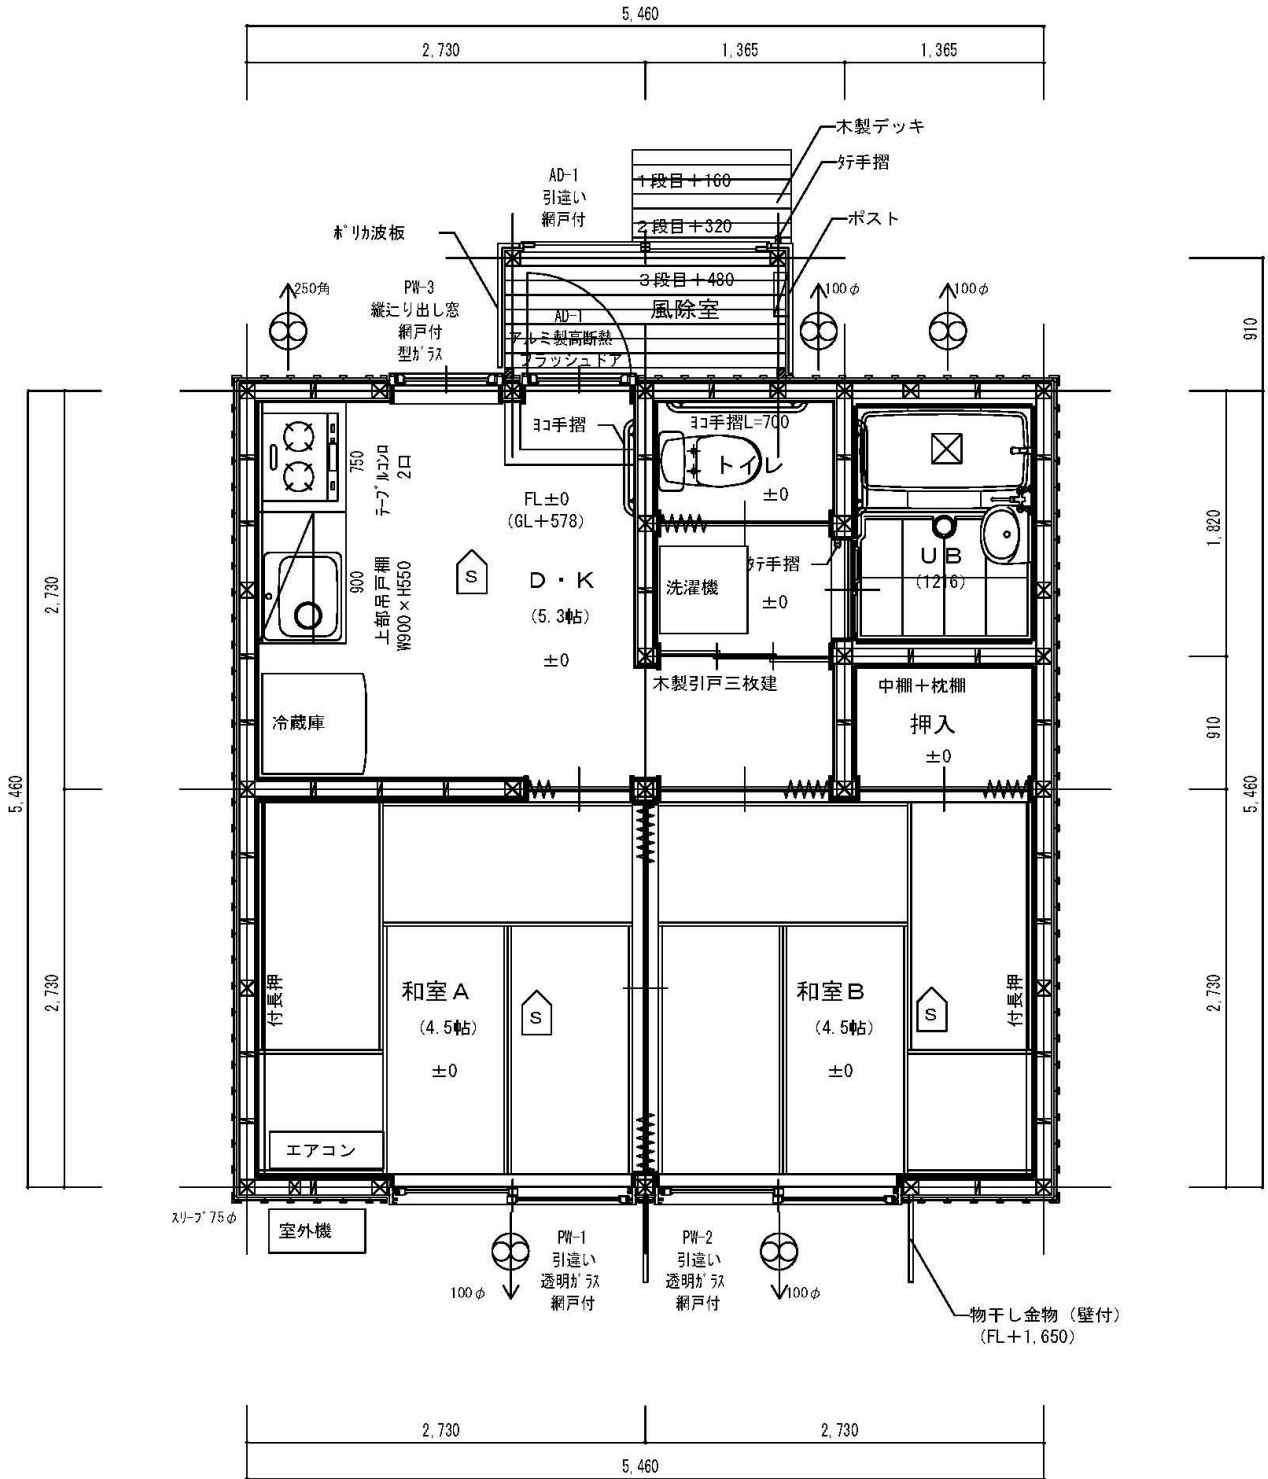 5,460
2,730
1,365
1,365
木製デッキ
ﾀﾃ手摺
ポスト
AD-1
引違い
網戸付
1段目+160
2段目+320
3段目+480
風除室
ﾎﾟﾘｶ波板
250角
PW-3
縦辷り出し窓
網戸付
型ｶﾞﾗｽ
AD-1
アルミ製高断熱
フラッシュドア
100φ
100φ
910
750
テーブルコンロ
2口
ﾖｺ手摺
ﾖｺ手摺L=700
トイレ
±0
FL±0
(GL+578)
900
上部吊戸棚
W900×H550
S
D・K
(5.3帖)
±0
洗濯機
ﾀﾃ手摺
±0
UB
(1216)
1,820
2,730
冷蔵庫
木製引戸三枚建
中棚+枕棚
押入
±0
910
5,460
5,460
2,730
付長押
和室A
(4.5帖)
±0
S
和室B
(4.5帖)
±0
S
付長押
2,730
エアコン
ｽﾘｰﾌﾞ75φ
室外機
100φ
PW-1
引違い
透明ｶﾞﾗｽ
網戸付
PW-2
引違い
透明ｶﾞﾗｽ
網戸付
100φ
物干し金物（壁付）
(FL+1,650)
2,730
2,730
5,460